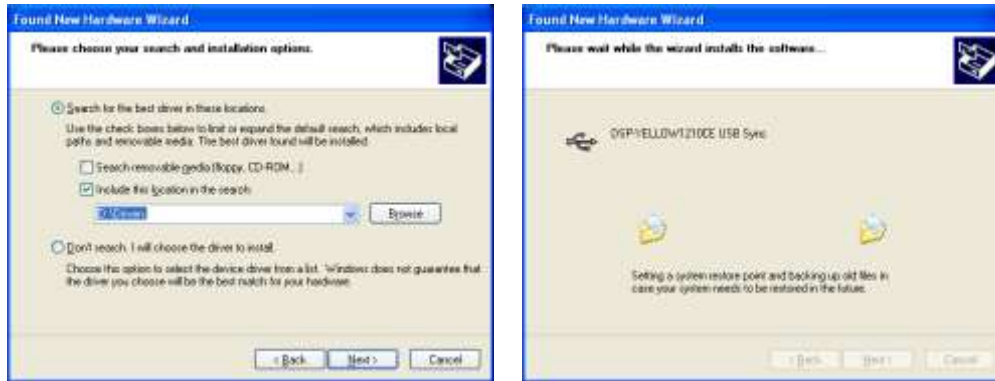 Found New Hardware Wizard
Please choose your search and installation options.
Search for the best driver in these locations.
Use the check boxes below to limit or expand the default search, which includes local
paths and removable media. The best driver found will be installed.
Search removable media (floppy, CD-ROM...)
Include this location in the search:
D:\Drivers
Browse
Don't search. I will choose the driver to install.
Choose this option to select the device driver from a list. Windows does not guarantee that
the driver you choose will be the best match for your hardware.
< Back
Next >
Cancel
Found New Hardware Wizard
Please wait while the wizard installs the software...
USB Sync
Setting a system restore point and backing up old files in
case your system needs to be restored in the future.
< Back
Next >
Cancel